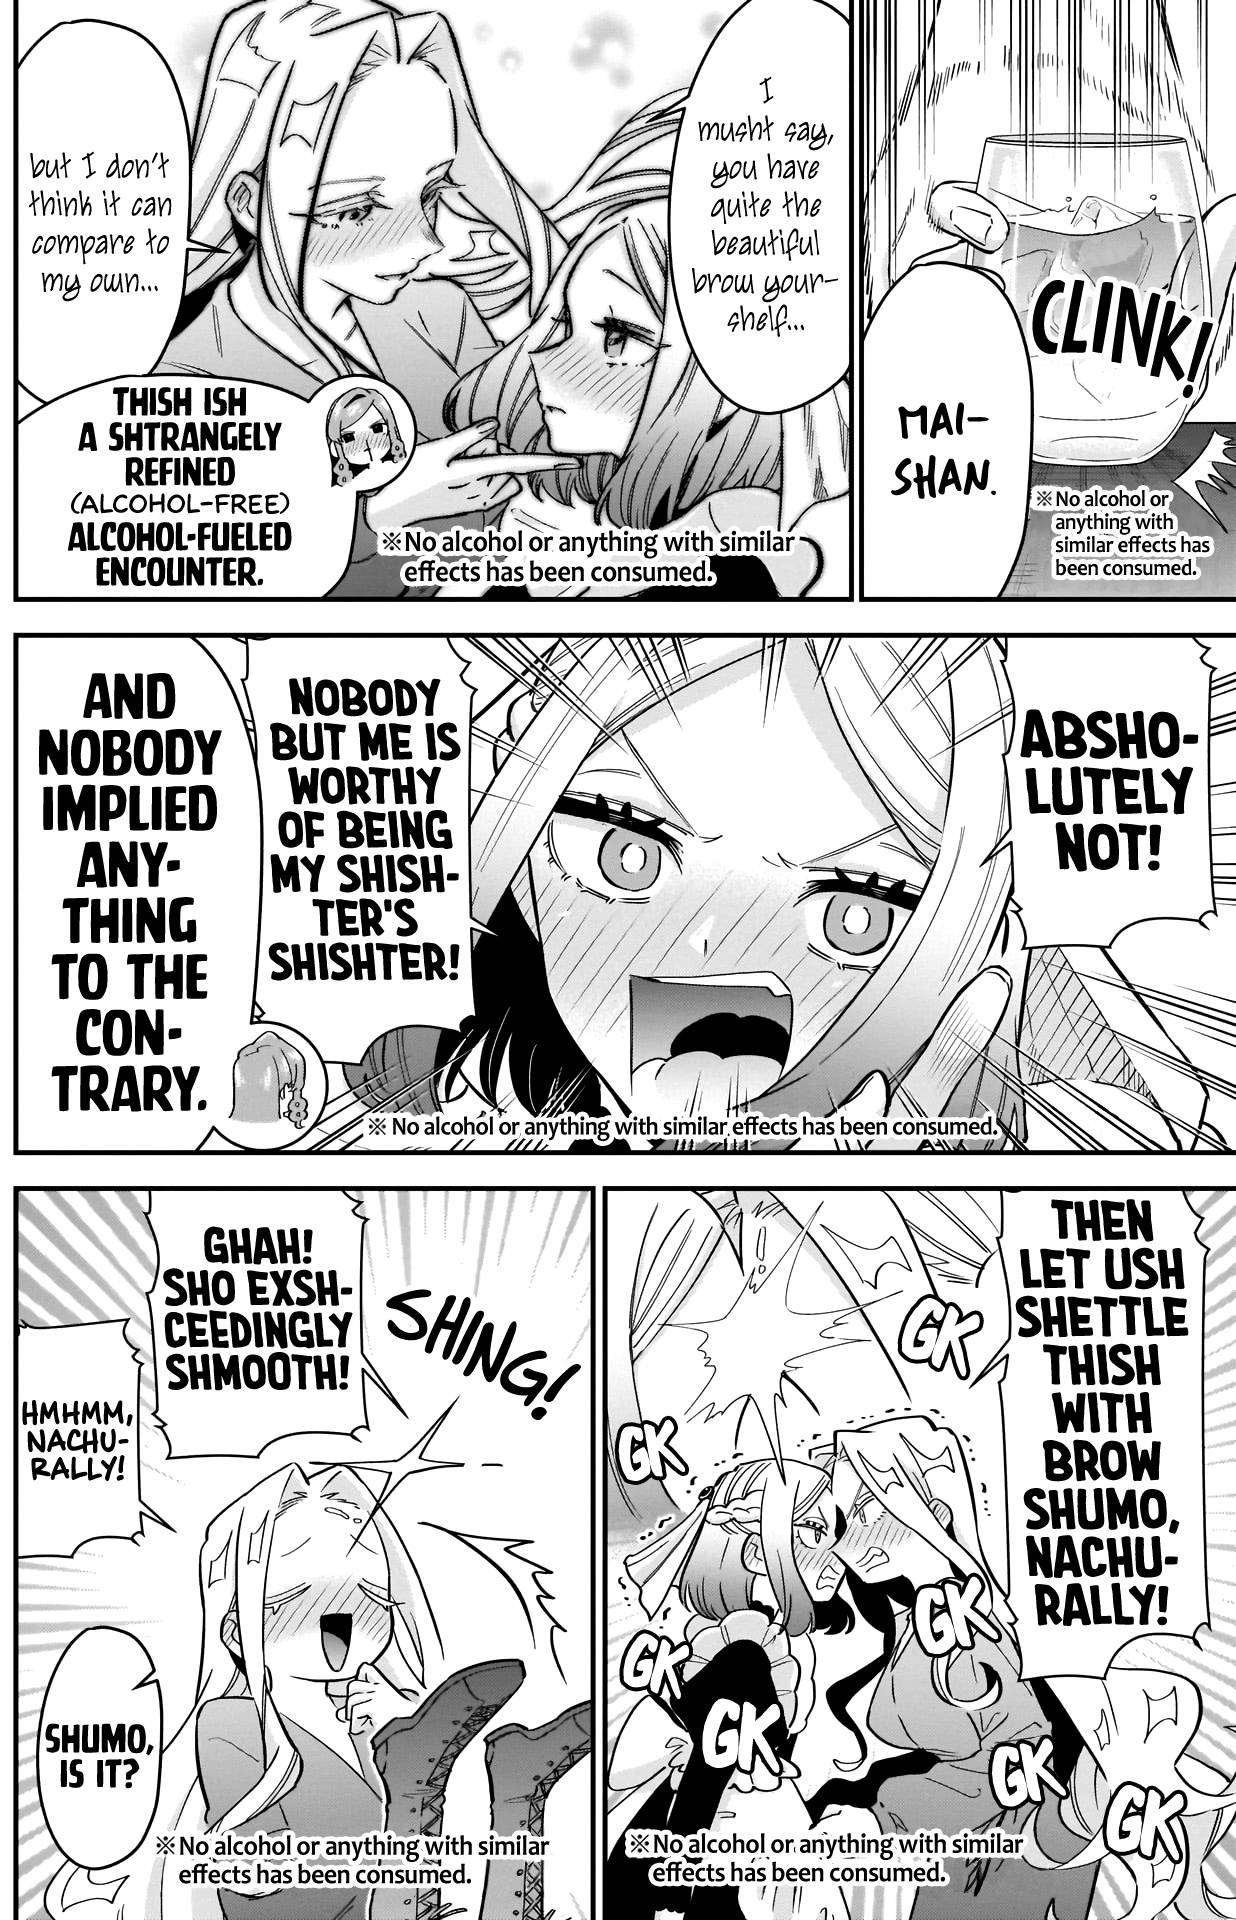 CLINK!
MAI-
SHAN.
※No alcohol or
anything with
similar effects has
been consumed.
I
musht say,
you have
quite the
beautiful
brow your-
shelf...
but I don't
think it can
compare to
my own...
THISH ISH
A SHTRANGELY
REFINED
(ALCOHOL-FREE)
ALCOHOL-FUELED
ENCOUNTER.
※No alcohol or anything with similar
effects has been consumed.
ABSHO-
LUTELY
NOT!
NOBODY
BUT ME IS
WORTHY
OF BEING
MY SHISH-
TER'S
SHISHTER!
AND
NOBODY
IMPLIED
ANY-
THING
TO THE
CON-
TRARY.
※No alcohol or anything with similar effects has been consumed.
THEN
LET USH
SHETTLE
THISH
WITH
BROW
SHUMO,
NACHU-
RALLY!
GK
GK
GK
GK
GK
GK
GK
※No alcohol or anything with similar
effects has been consumed.
SHING!
GHAH!
SHO EXSH-
CEEDINGLY
SHMOOTH!
HMHMM,
NACHU-
RALLY!
SHUMO,
IS IT?
※No alcohol or anything with similar
effects has been consumed.